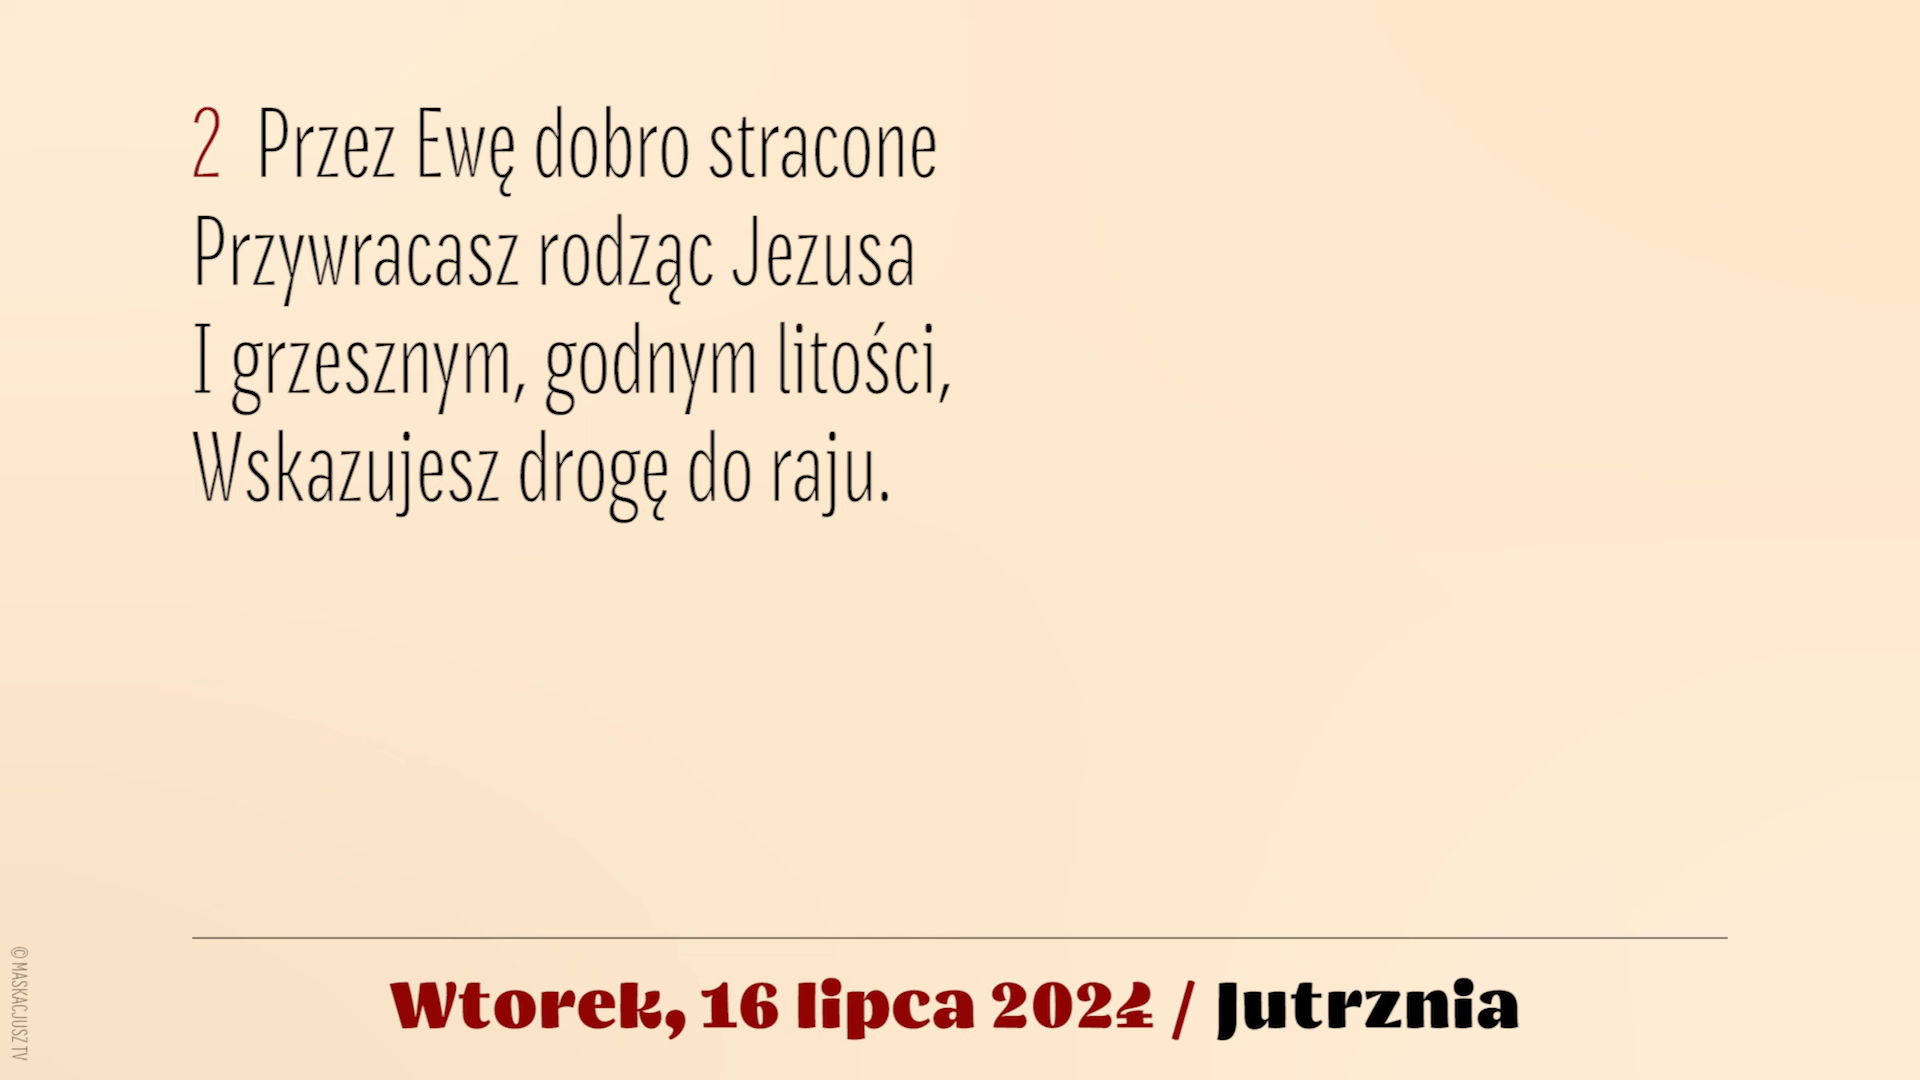 2 Przez Ewę dobro stracone
Przywracasz rodząc Jezusa
I grzesznym, godnym litości,
Wskazujesz drogę do raju.
Wtorek, 16 lipca 2024 / Jutrznia
© MASKACJUSZ TV